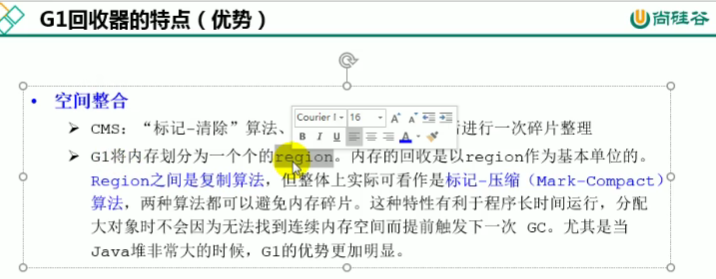 G1回收器的特点（优势）
尚硅谷
• 空间整合
➢ CMS：“标记-清除”算法、 后进行一次碎片整理
Courier 16 A A
B I U A
➢ G1将内存划分为一个个的region。内存的回收是以region作为基本单位的。
Region之间是复制算法，但整体上实际可看作是标记-压缩（Mark-Compact）
算法，两种算法都可以避免内存碎片。这种特性有利于程序长时间运行，分配
大对象时不会因为无法找到连续内存空间而提前触发下一次 GC。尤其是当
Java堆非常大的时候，G1的优势更加明显。